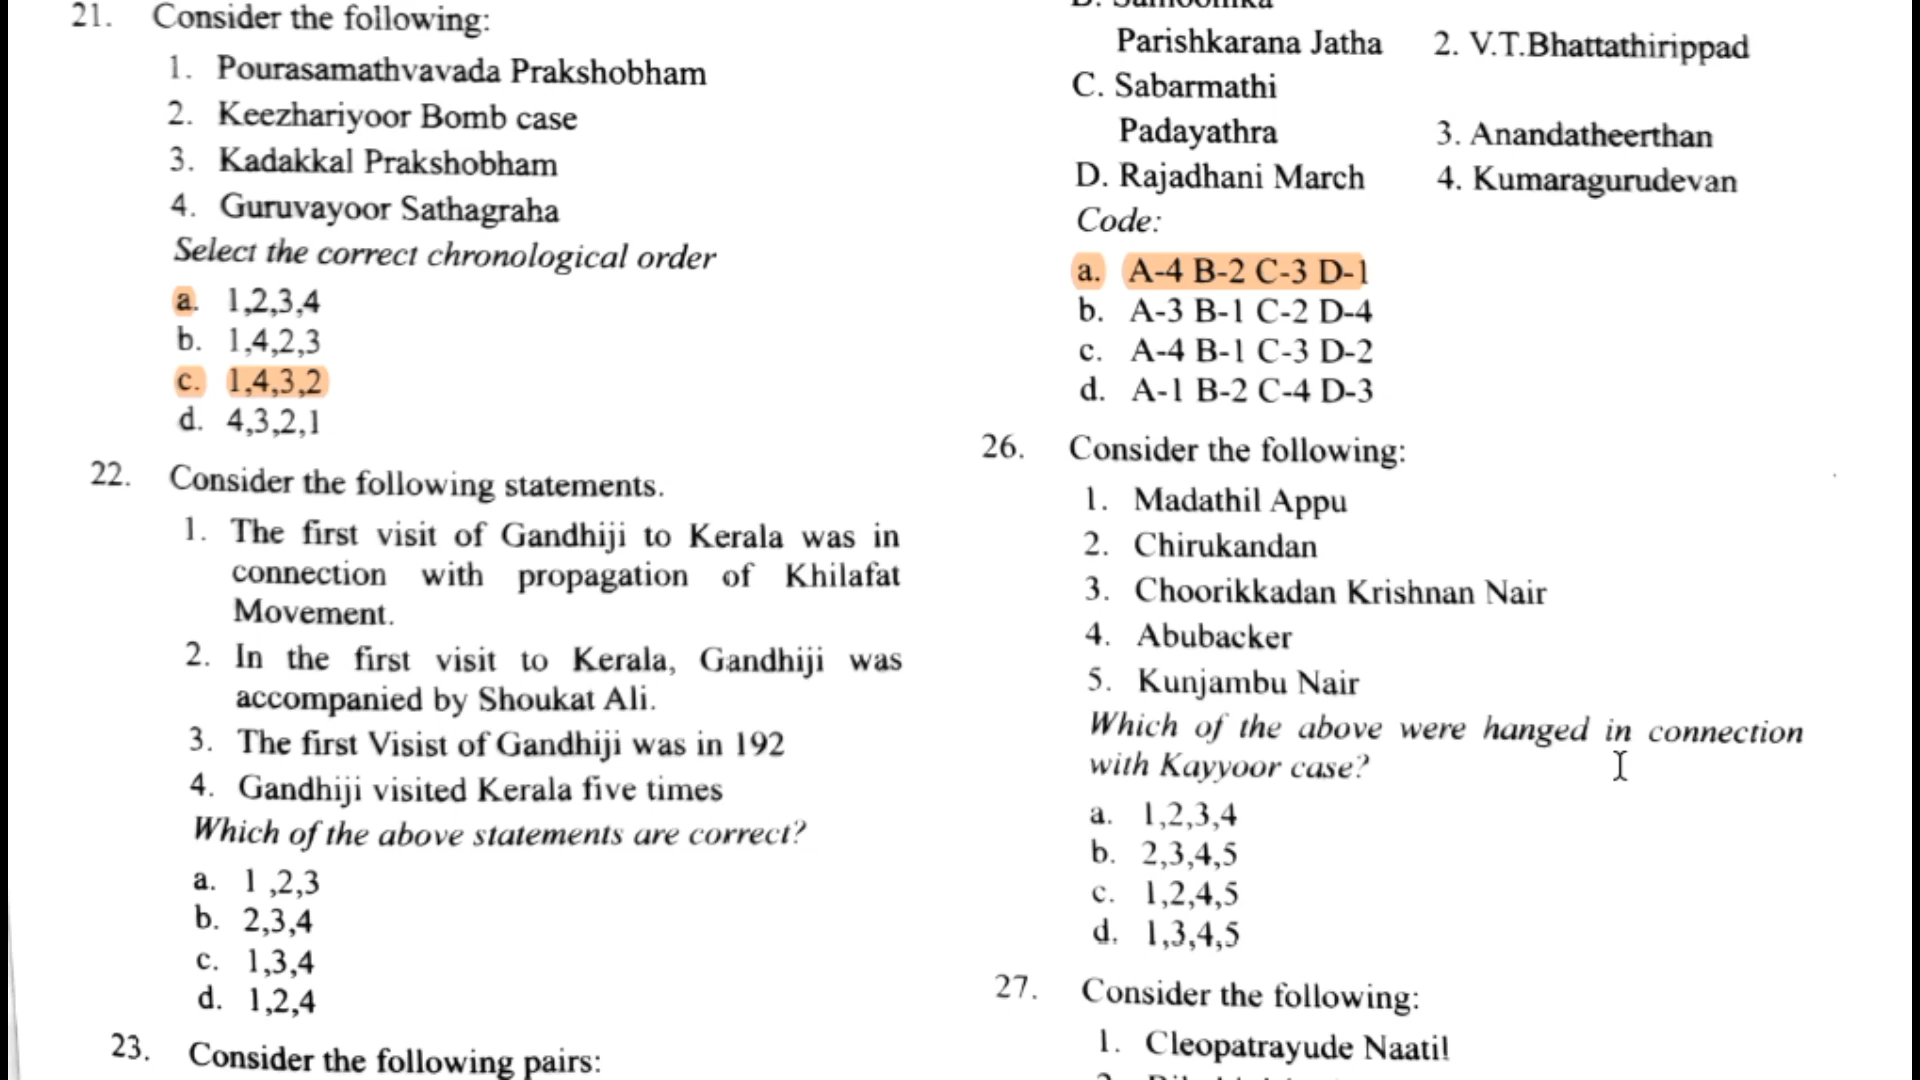 21. Consider the following:
1. Pourasamathvavada Prakshobham
2. Keezhariyoor Bomb case
3. Kadakkal Prakshobham
4. Guruvayoor Sathagraha
Select the correct chronological order
a. 1,2,3,4
b. 1,4,2,3
c. 1,4,3,2
d. 4,3,2,1
22. Consider the following statements.
1. The first visit of Gandhiji to Kerala was in
connection with propagation of Khilafat
Movement.
2. In the first visit to Kerala, Gandhiji was
accompanied by Shoukat Ali.
3. The first Visist of Gandhiji was in 192
4. Gandhiji visited Kerala five times
Which of the above statements are correct?
a. 1 ,2,3
b. 2,3,4
c. 1,3,4
d. 1,2,4
23. Consider the following pairs:
Parishkarana Jatha 2. V.T.Bhattathirippad
C. Sabarmathi
Padayathra 3. Anandatheerthan
D. Rajadhani March 4. Kumaragurudevan
Code:
a. A-4 B-2 C-3 D-1
b. A-3 B-1 C-2 D-4
c. A-4 B-1 C-3 D-2
d. A-1 B-2 C-4 D-3
26. Consider the following:
1. Madathil Appu
2. Chirukandan
3. Choorikkadan Krishnan Nair
4. Abubacker
5. Kunjambu Nair
Which of the above were hanged in connection
with Kayyoor case?
a. 1,2,3,4
b. 2,3,4,5
c. 1,2,4,5
d. 1,3,4,5
27. Consider the following:
1. Cleopatrayude Naatil